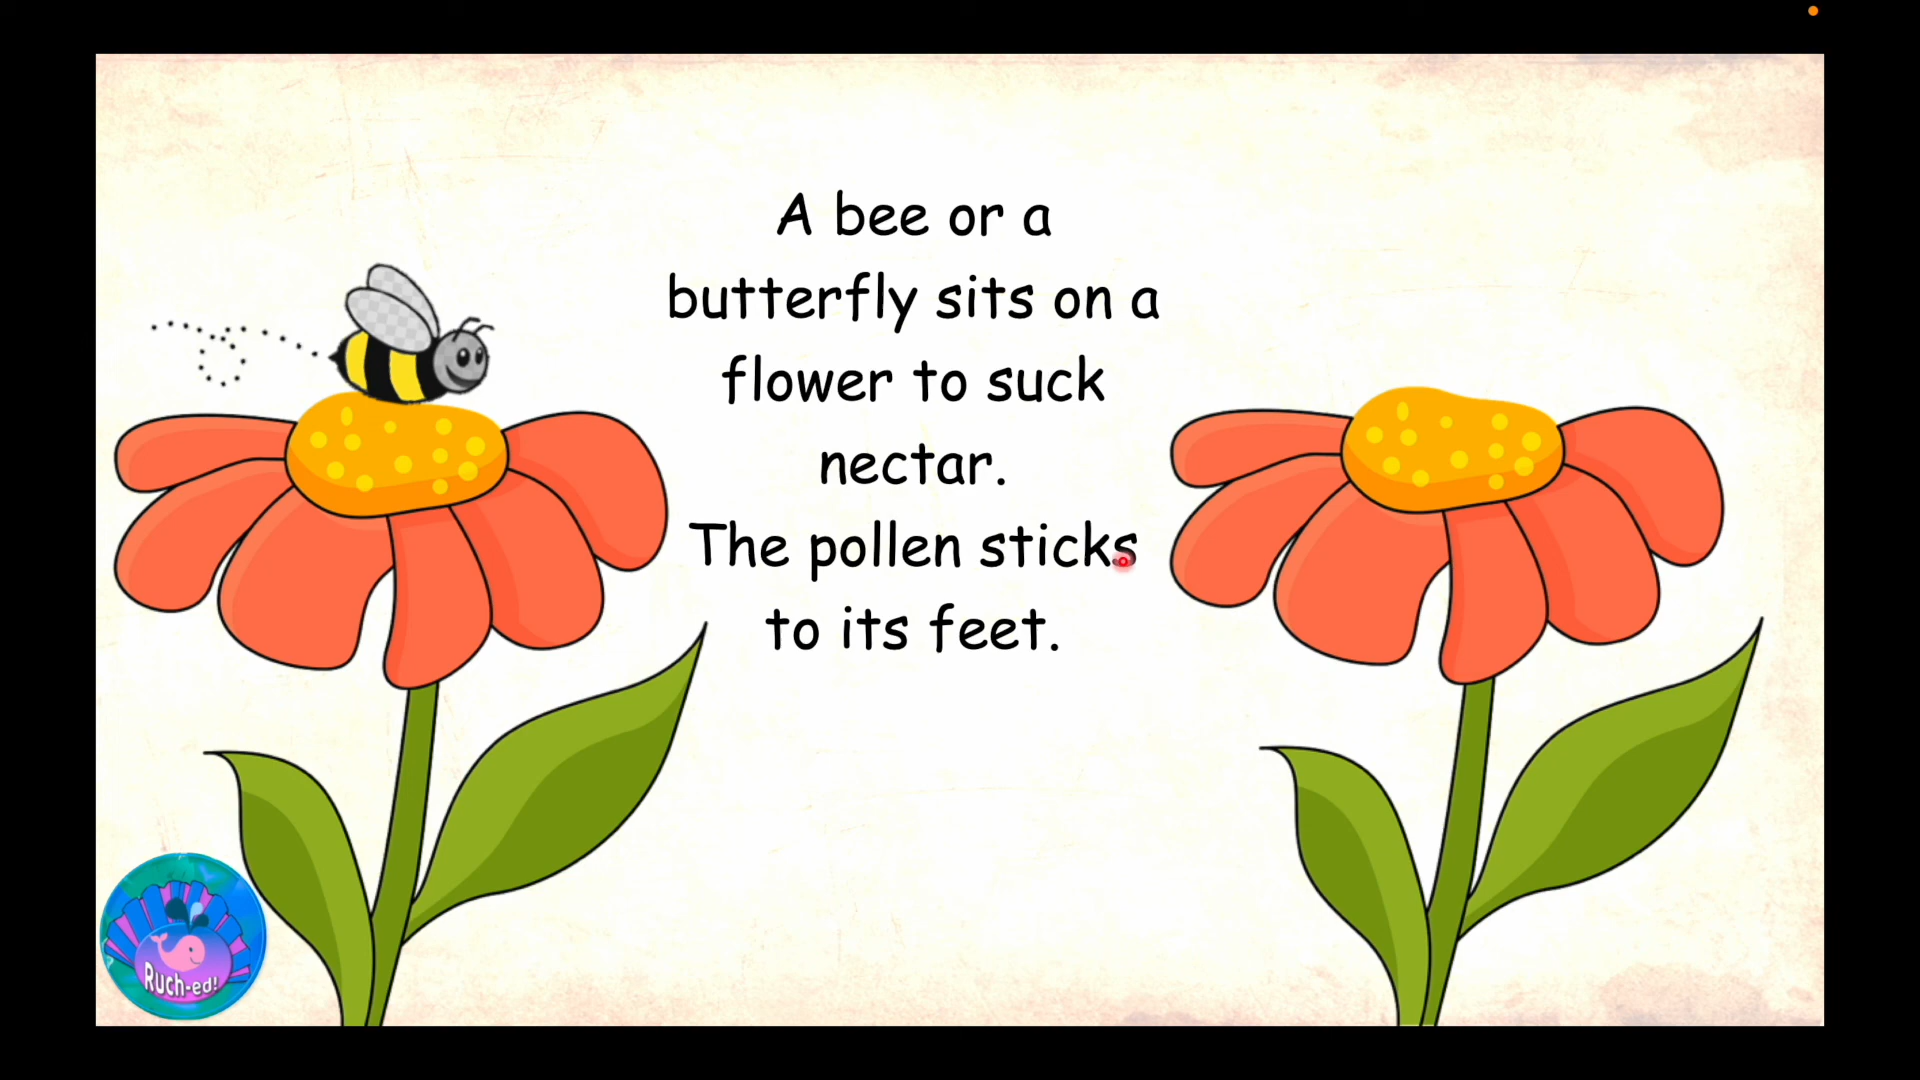 A bee or a
butterfly sits on a
flower to suck
nectar.
The pollen sticks
to its feet.
Ruch-ed!